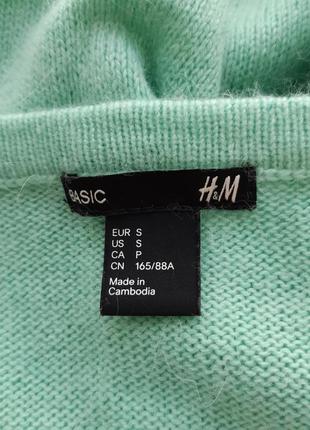 BASIC H&M
EUR S
US S
CA P
CN 165/88A
Made in
Cambodia